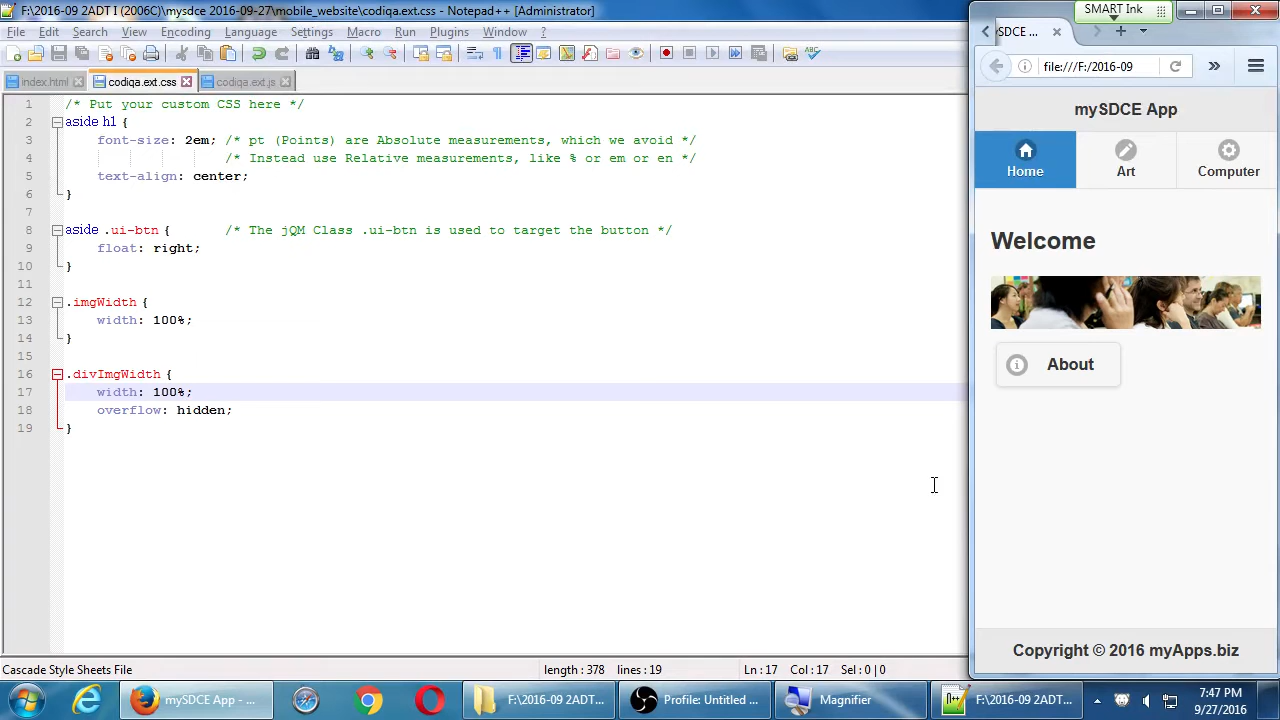 F:\2016-09 2ADT I (2006C)\mysdce 2016-09-27\mobile_website\codiqa.ext.css - Notepad++ [Administrator]
File Edit Search View Encoding Language Settings Macro Run Plugins Window ?
index.html codiqa.ext.css codiqa.ext.js
1 /* Put your custom CSS here */
2 aside h1 {
3 font-size: 2em; /* pt (Points) are Absolute measurements, which we avoid */
4 /* Instead use Relative measurements, like % or em or en */
5 text-align: center;
6 }
7
8 aside .ui-btn { /* The jQM Class .ui-btn is used to target the button */
9 float: right;
10 }
11
12 .imgWidth {
13 width: 100%;
14 }
15
16 .divImgWidth {
17 width: 100%;
18 overflow: hidden;
19 }
Cascade Style Sheets File length : 378 lines : 19 Ln : 17 Col : 17 Sel : 0 | 0
SMART Ink
ySDCE ...
file:///F:/2016-09
mySDCE App
Home Art Computer
Welcome
About
Copyright © 2016 myApps.biz
mySDCE App - ... F:\2016-09 2ADT... Profile: Untitled ... Magnifier F:\2016-09 2ADT...
7:47 PM
9/27/2016